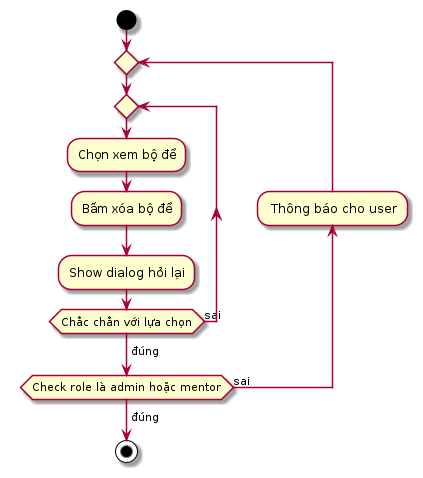 Chọn xem bộ đề
Bấm xóa bộ đề
Thông báo cho user
Show dialog hỏi lại
Chắc chắn với lựa chọn
sai
đúng
Check role là admin hoặc mentor
sai
đúng